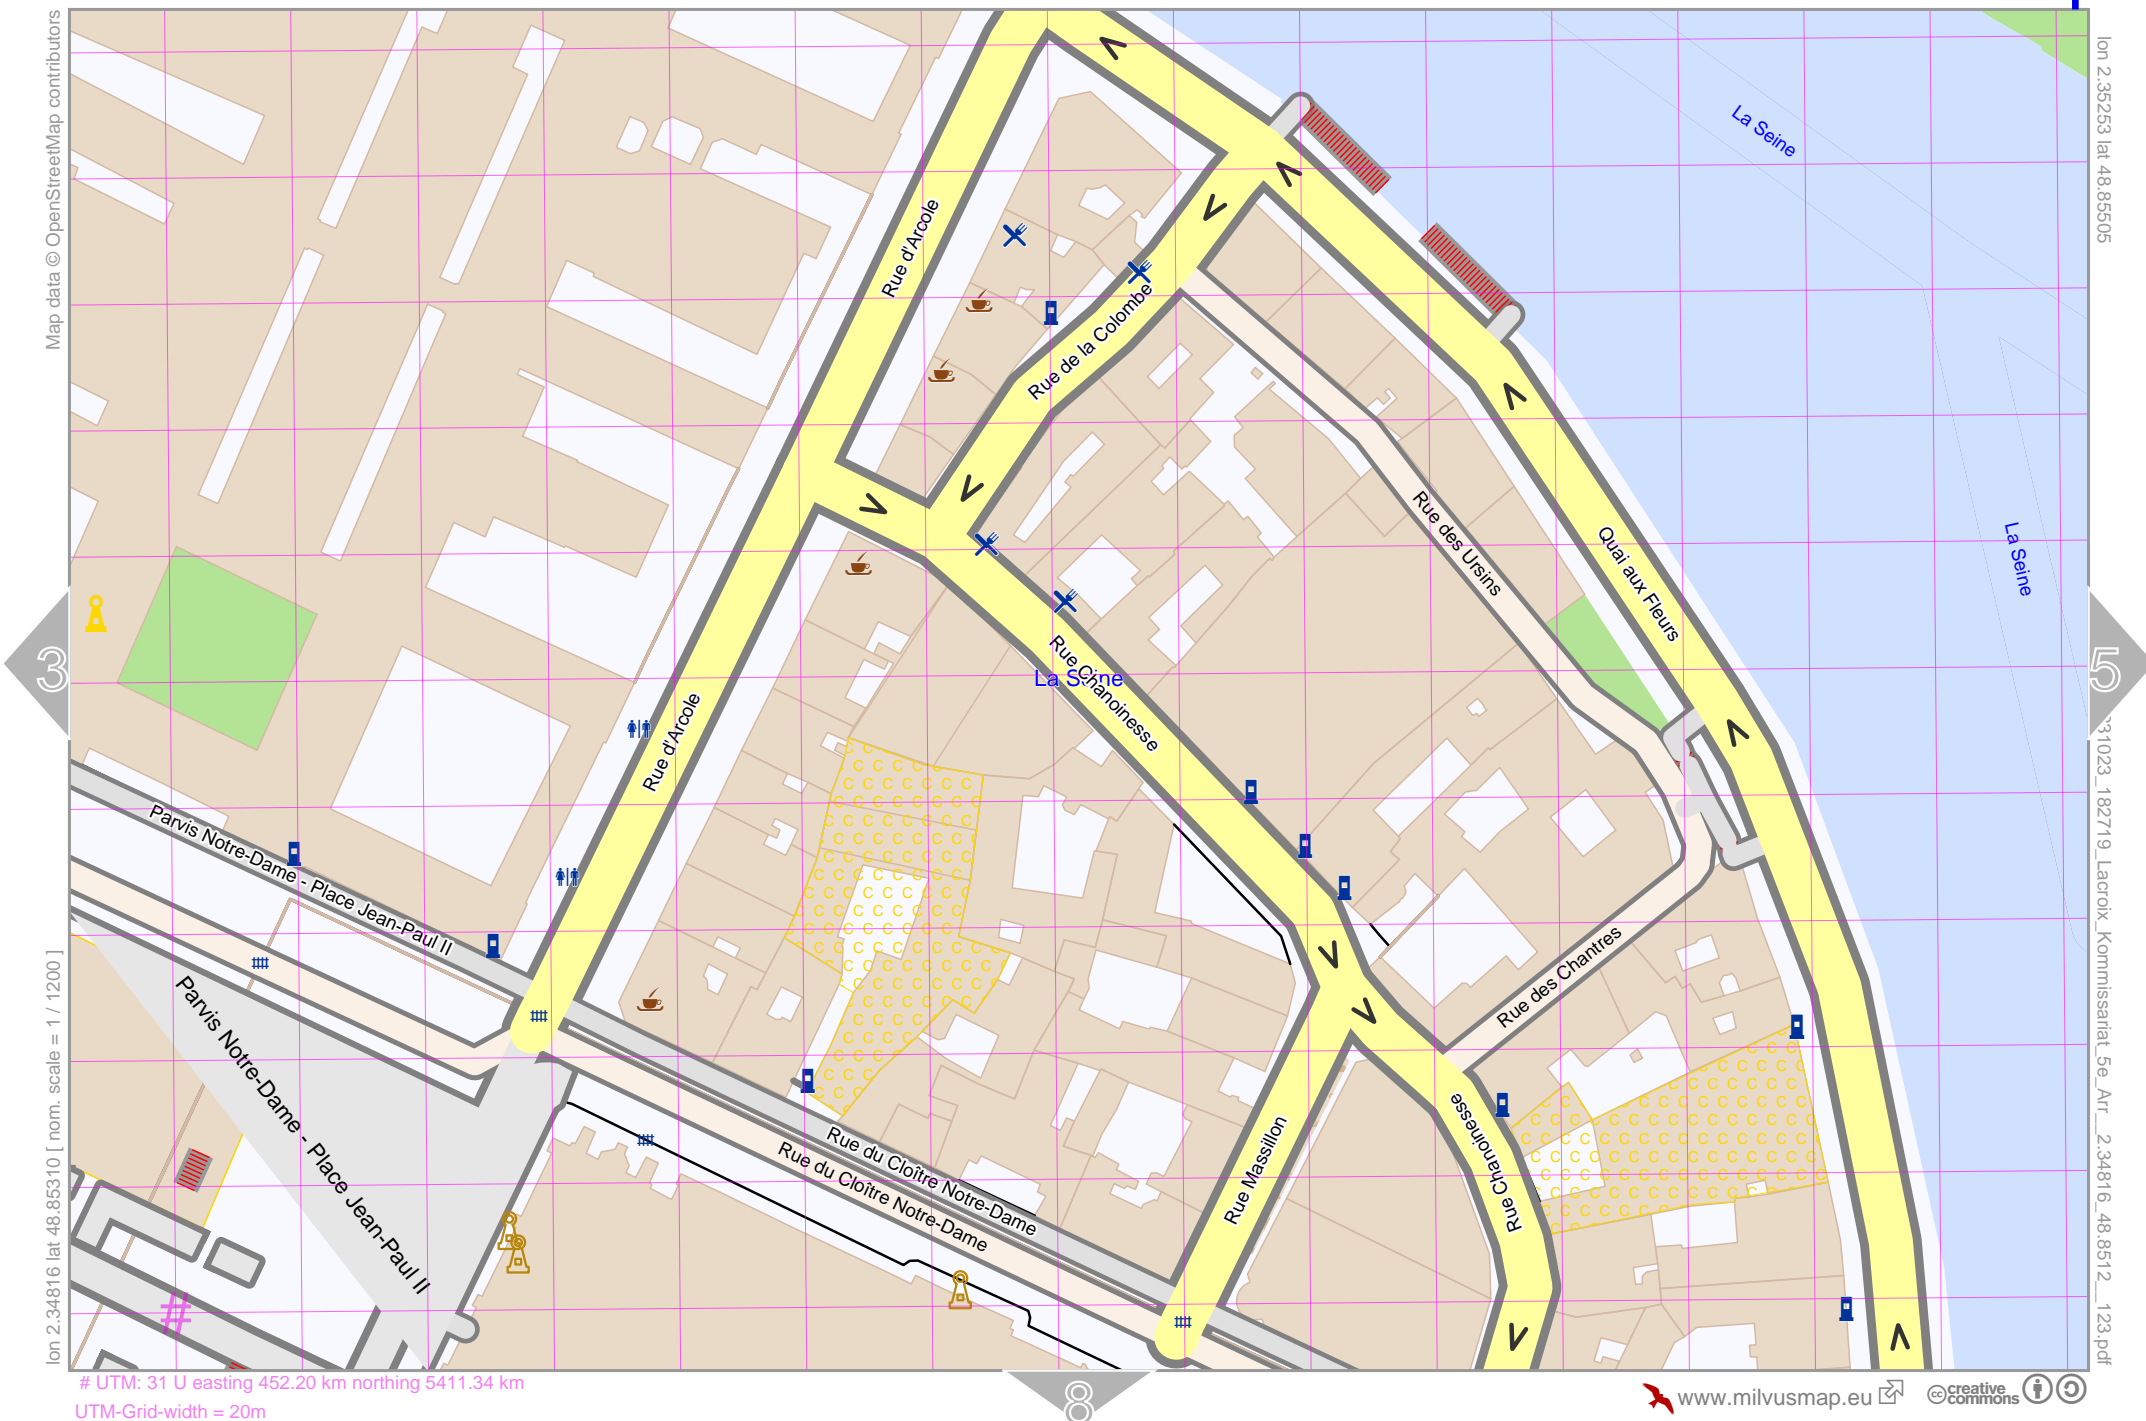 Map data © OpenStreetMap contributors
lon 2.34816 lat 48.85310 [ nom. scale = 1 / 1200 ]
lon 2.35253 lat 48.85505
La Seine
Rue d'Arcole
Rue de la Colombe
Rue des Ursins
Quai aux Fleurs
La Seine
3
5
Rue Chanoinesse
La Seine
Rue d'Arcole
Parvis Notre-Dame - Place Jean-Paul II
Parvis Notre-Dame - Place Jean-Paul II
Rue des Chantres
Rue Chanoinesse
Rue Chanoinesse
Rue Massillon
Rue du Cloître Notre-Dame
Rue du Cloître Notre-Dame
#
31023_182719_Lacroix_Kommissariat_5e_Arr__2.34816_48.8512__123.pdf
# UTM: 31 U easting 452.20 km northing 5411.34 km
UTM-Grid-width = 20m
8
www.milvusmap.eu
cc creative commons